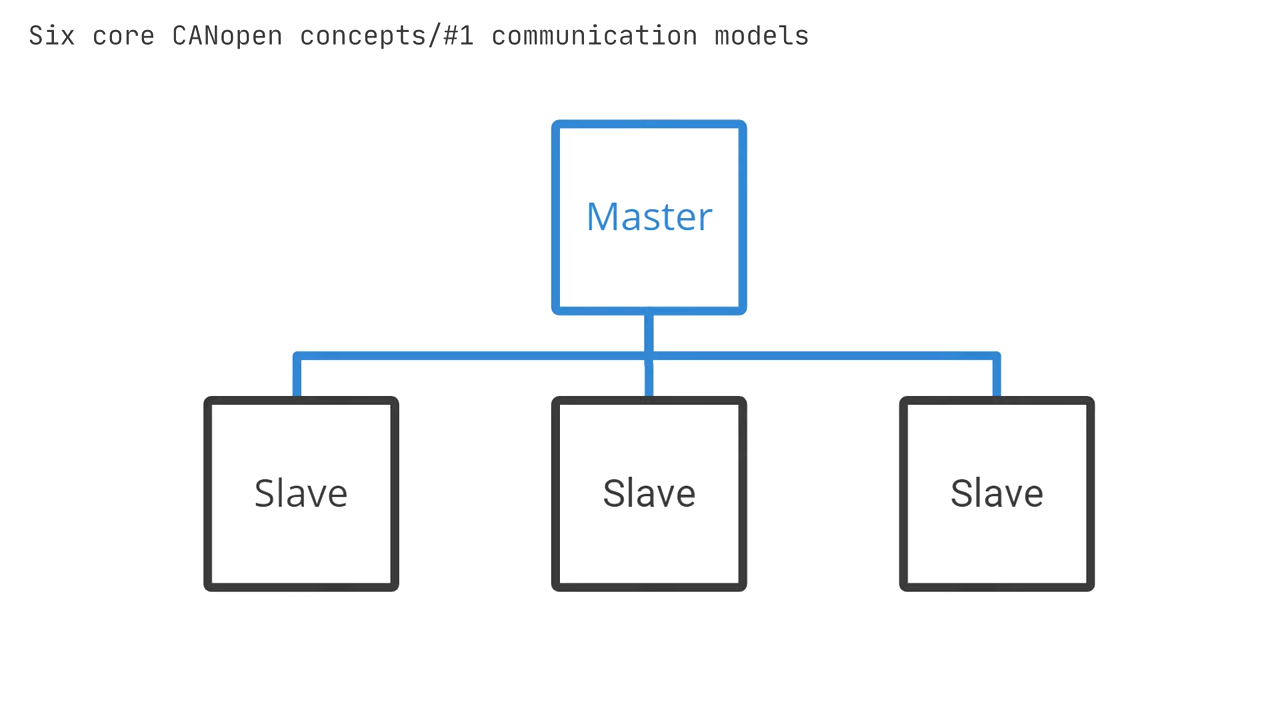 Six core CANopen concepts/#1 communication models
Master
Slave
Slave
Slave